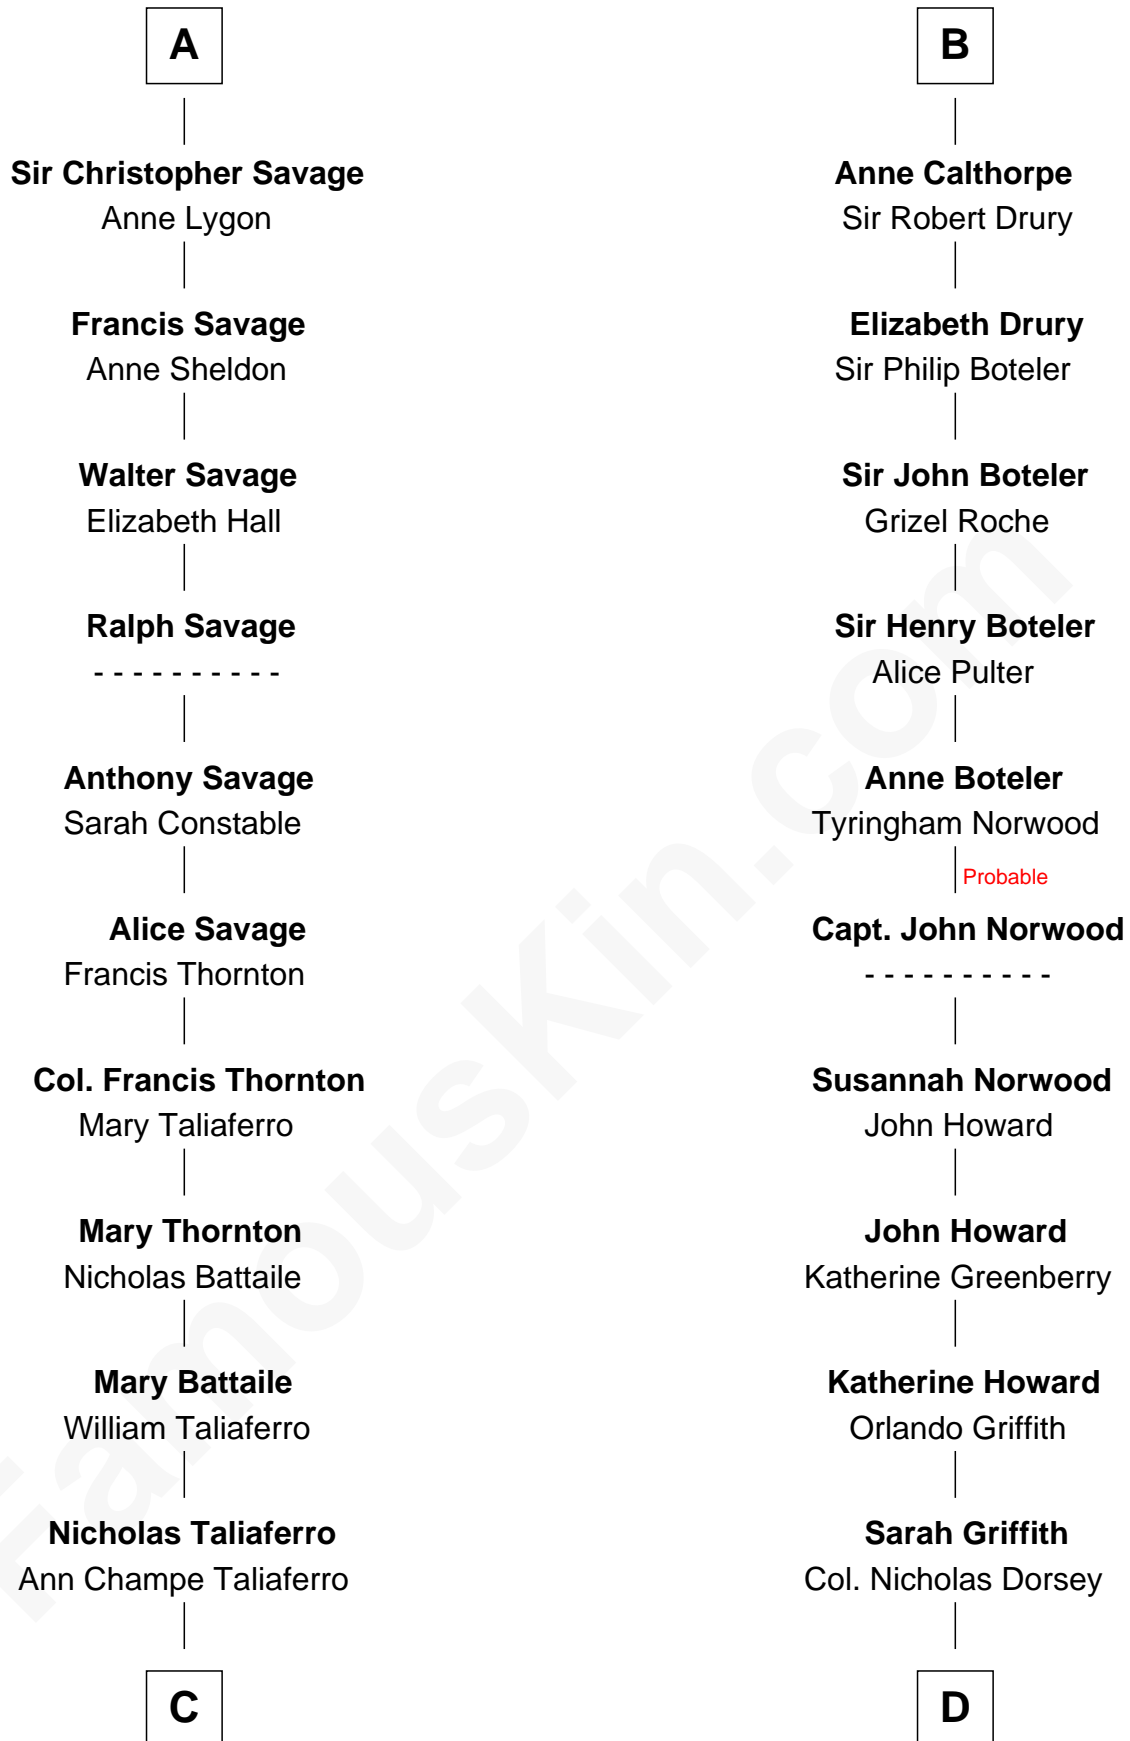 A
Sir Christopher Savage
Anne Lygon
Francis Savage
Anne Sheldon
Walter Savage
Elizabeth Hall
Ralph Savage
- - - - - - - - - -
Anthony Savage
Sarah Constable
Alice Savage
Francis Thornton
Col. Francis Thornton
Mary Taliaferro
Mary Thornton
Nicholas Battaile
Mary Battaile
William Taliaferro
Nicholas Taliaferro
Ann Champe Taliaferro
C
B
Anne Calthorpe
Sir Robert Drury
Elizabeth Drury
Sir Philip Boteler
Sir John Boteler
Grizel Roche
Sir Henry Boteler
Alice Pulter
Anne Boteler
Tyringham Norwood
Probable
Capt. John Norwood
- - - - - - - - - -
Susannah Norwood
John Howard
John Howard
Katherine Greenberry
Katherine Howard
Orlando Griffith
Sarah Griffith
Col. Nicholas Dorsey
D
FamousKin.com